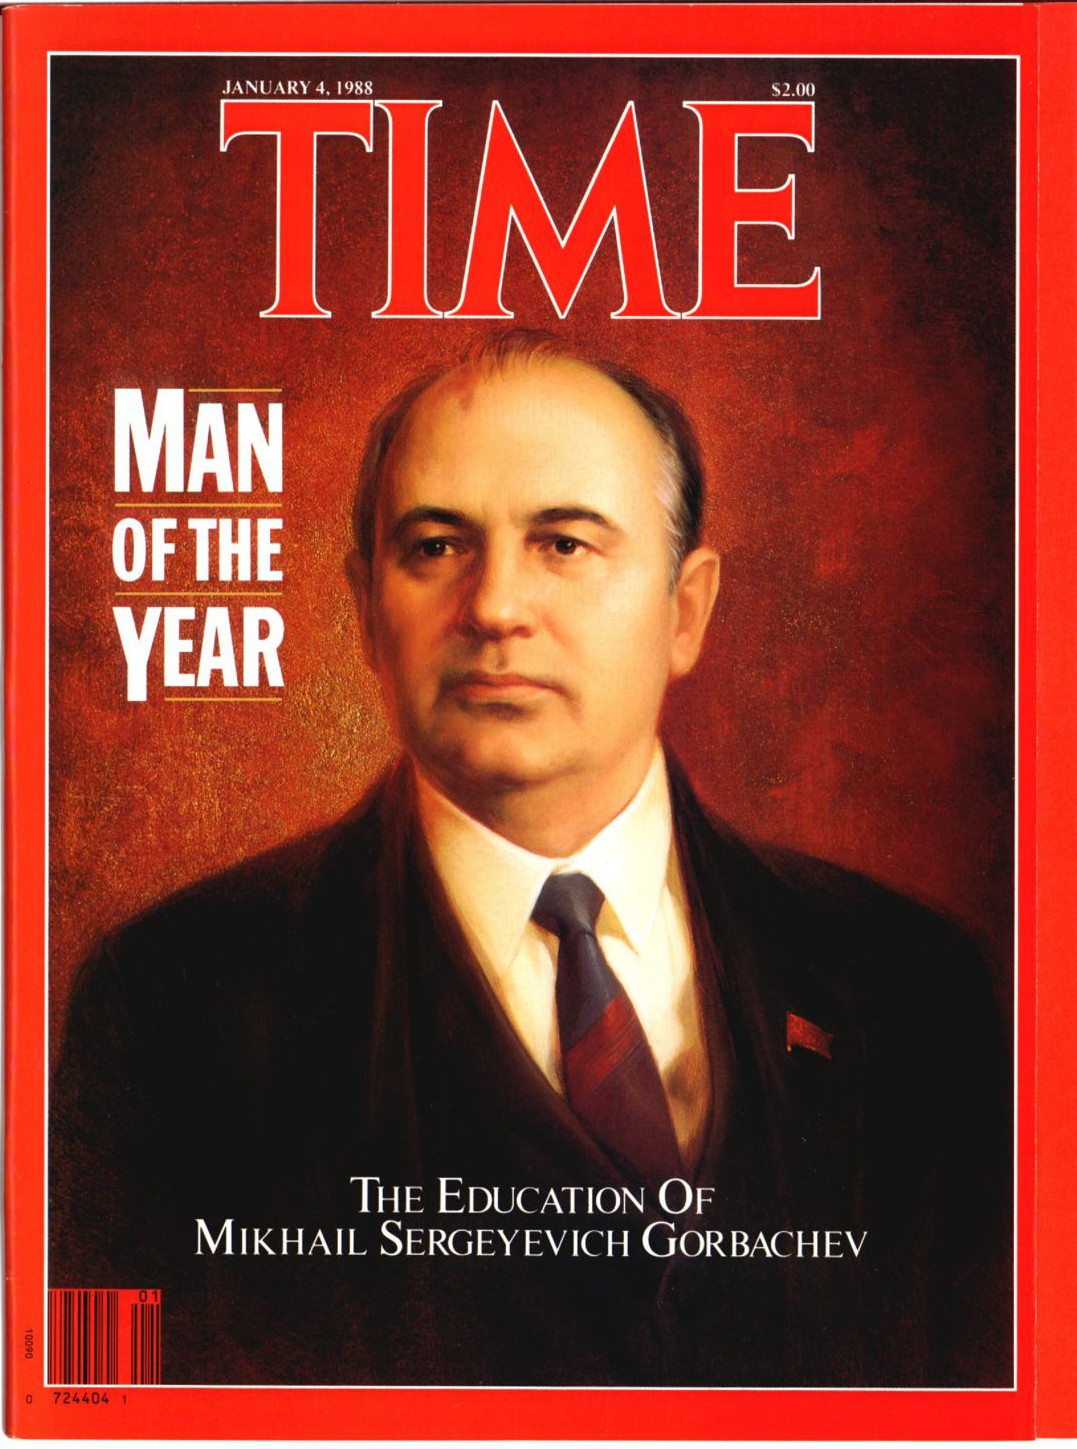 JANUARY 4, 1988 $2.00
TIME
MAN
OF THE
YEAR
THE EDUCATION OF
MIKHAIL SERGEYEVICH GORBACHEV
01
10090
0 724404 1